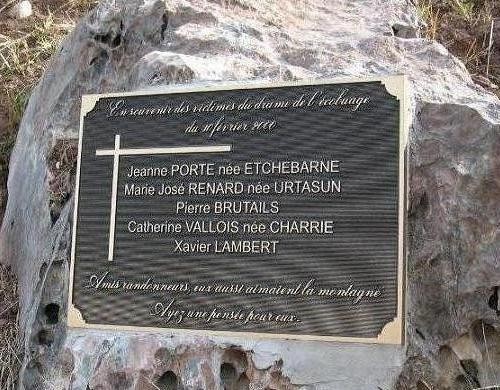 En souvenir des victimes du drame de l'écobuage
du 10 février 2000
Jeanne PORTE née ETCHEBARNE
Marie José RENARD née URTASUN
Pierre BRUTAILS
Catherine VALLOIS née CHARRIE
Xavier LAMBERT
Amis randonneurs, eux aussi aimaient la montagne
Ayez une pensée pour eux.